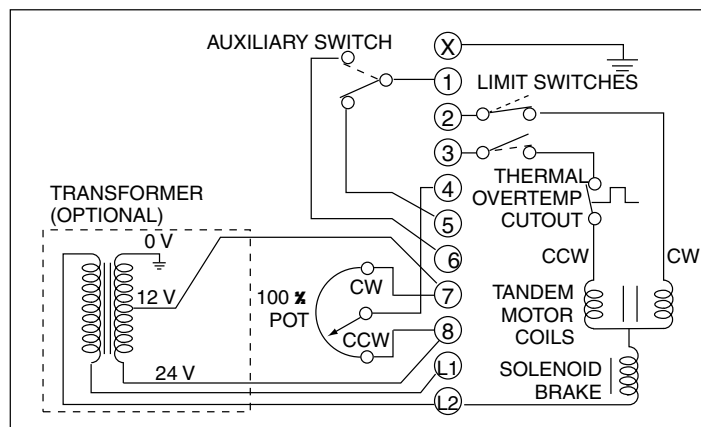 AUXILIARY SWITCH
X
1
LIMIT SWITCHES
2
3
THERMAL
OVERTEMP
CUTOUT
4
5
6
TRANSFORMER
(OPTIONAL)
0 V
12 V
24 V
100 %
POT
CW
CCW
7
8
L1
L2
CCW
CW
TANDEM
MOTOR
COILS
SOLENOID
BRAKE